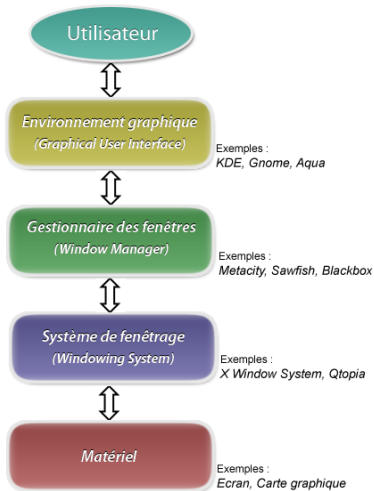 Utilisateur
Environnement graphique
(Graphical User Interface)
Exemples :
KDE, Gnome, Aqua
Gestionnaire des fenêtres
(Window Manager)
Exemples :
Metacity, Sawfish, Blackbox
Système de fenêtrage
(Windowing System)
Exemples :
X Window System, Qtopia
Matériel
Exemples :
Ecran, Carte graphique